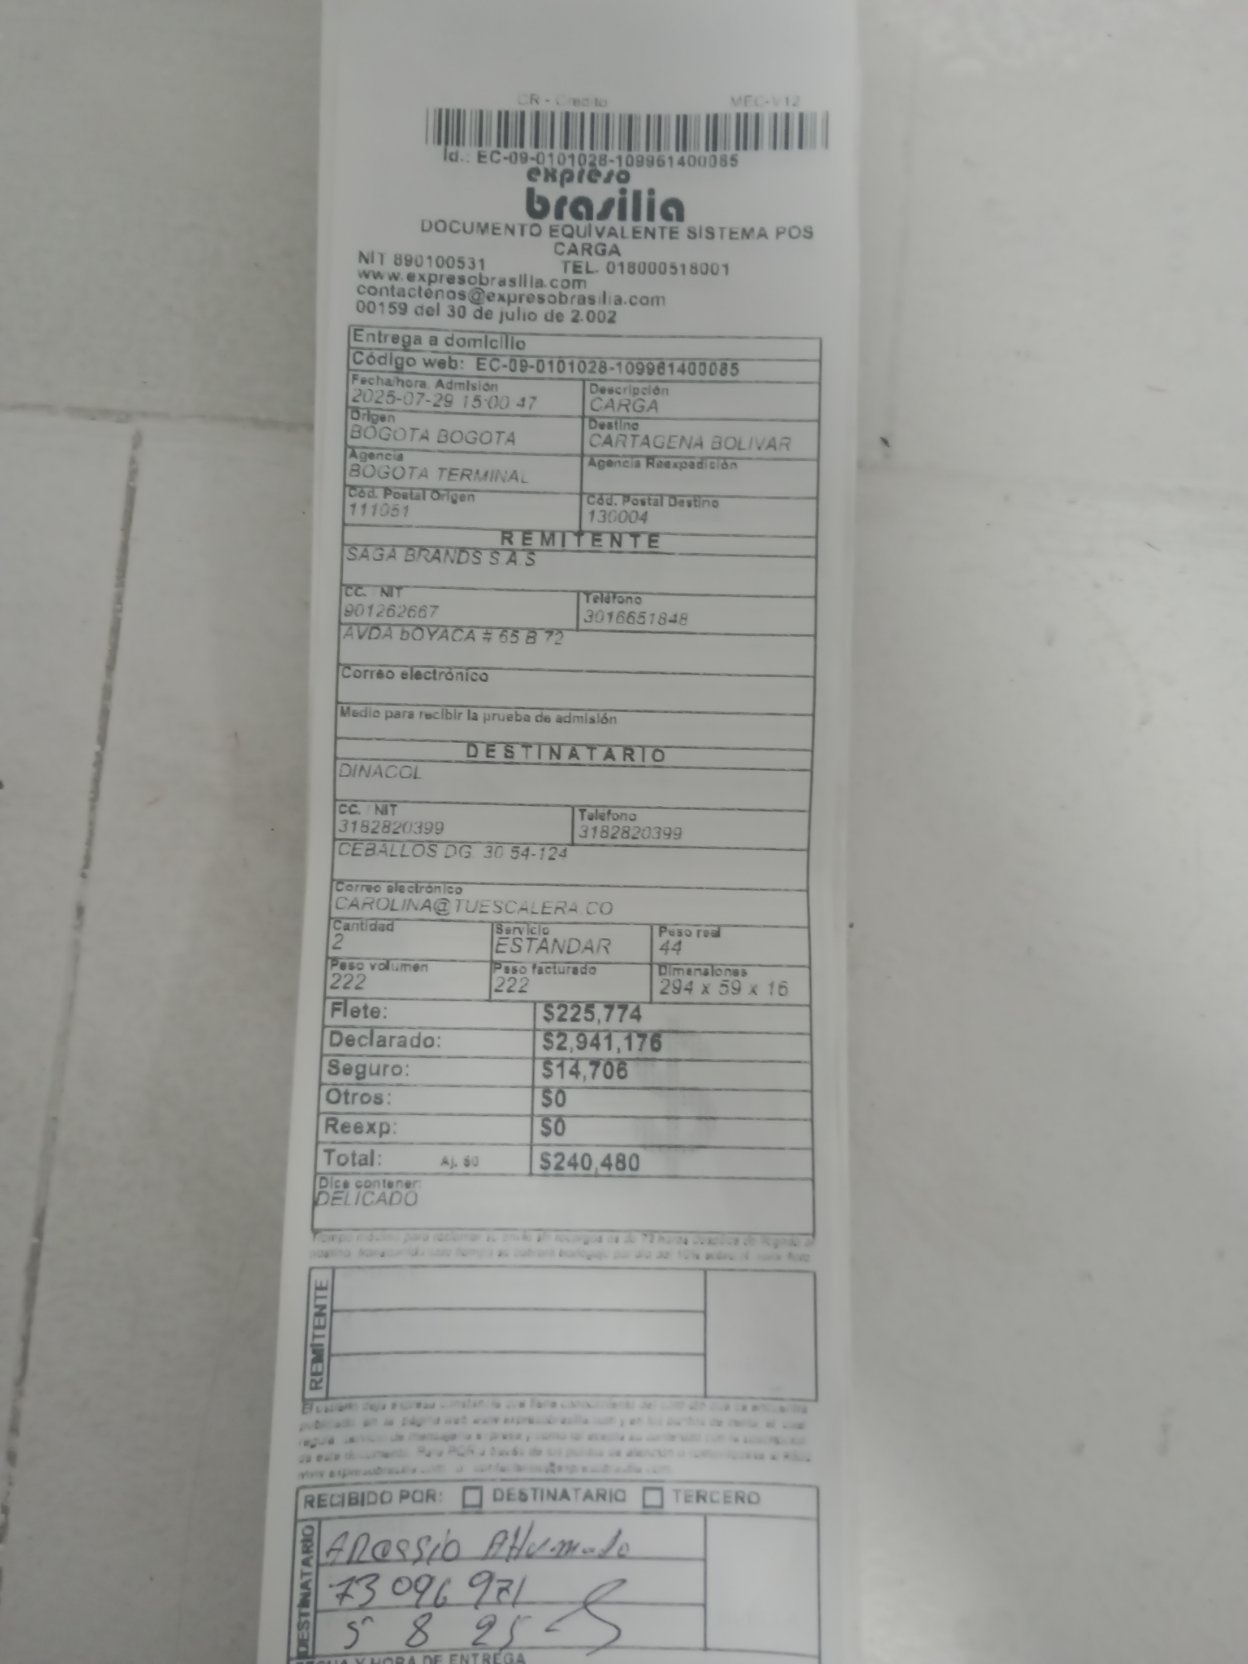 CR - Crédito MEC-V12
Id.: EC-09-0101028-109961400085
expreso
brasilia
DOCUMENTO EQUIVALENTE SISTEMA POS
CARGA
NIT 890100531 TEL. 018000518001
www.expresobrasilia.com
contactenos@expresobrasilia.com
00159 del 30 de julio de 2.002
Entrega a domicilio
Código web: EC-09-0101028-109961400085
Fecha/hora. Admisión Descripción
2025-07-29 15:00:47 CARGA
Origen Destino
BOGOTA BOGOTA CARTAGENA BOLIVAR
Agencia Agencia Reexpedición
BOGOTA TERMINAL
Cód. Postal Origen Cód. Postal Destino
111051 130004
REMITENTE
SAGA BRANDS S.A.S
CC. / NIT Teléfono
901262667 3016651848
AVDA bOYACA # 65 B 72
Correo electrónico
Medio para recibir la prueba de admisión
DESTINATARIO
DINACOL
CC. / NIT Teléfono
3182820399 3182820399
CEBALLOS DG. 30 54-124
Correo electrónico
CAROLINA@TUESCALERA.CO
Cantidad Servicio Peso real
2 ESTANDAR 44
Peso volumen Peso facturado Dimensiones
222 222 294 x 59 x 16
Flete: $225,774
Declarado: $2,941,176
Seguro: $14,706
Otros: $0
Reexp: $0
Total: Aj. $0 $240,480
Dice contener:
DELICADO
REMITENTE
RECIBIDO POR: DESTINATARIO TERCERO
DESTINATARIO
Ahumado
73096971
5 8 25
FECHA Y HORA DE ENTREGA